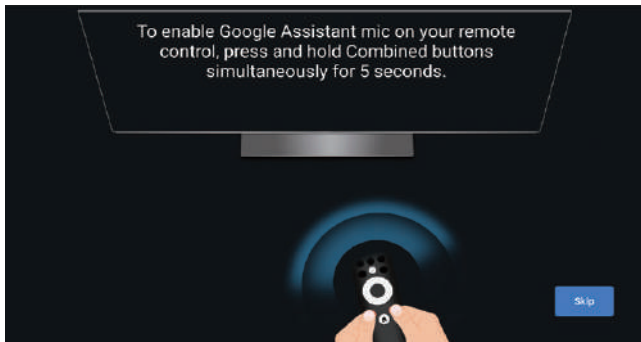 To enable Google Assistant mic on your remote
control, press and hold Combined buttons
simultaneously for 5 seconds.
Skip